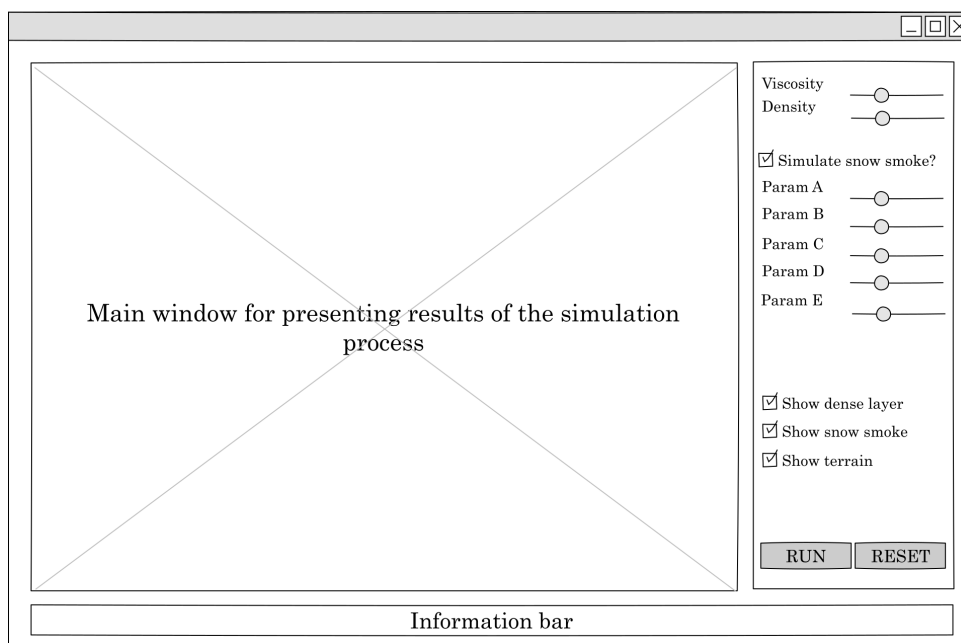 Viscosity
Density
Simulate snow smoke?
Param A
Param B
Param C
Param D
Param E
Main window for presenting results of the simulation
process
Show dense layer
Show snow smoke
Show terrain
RUN RESET
Information bar